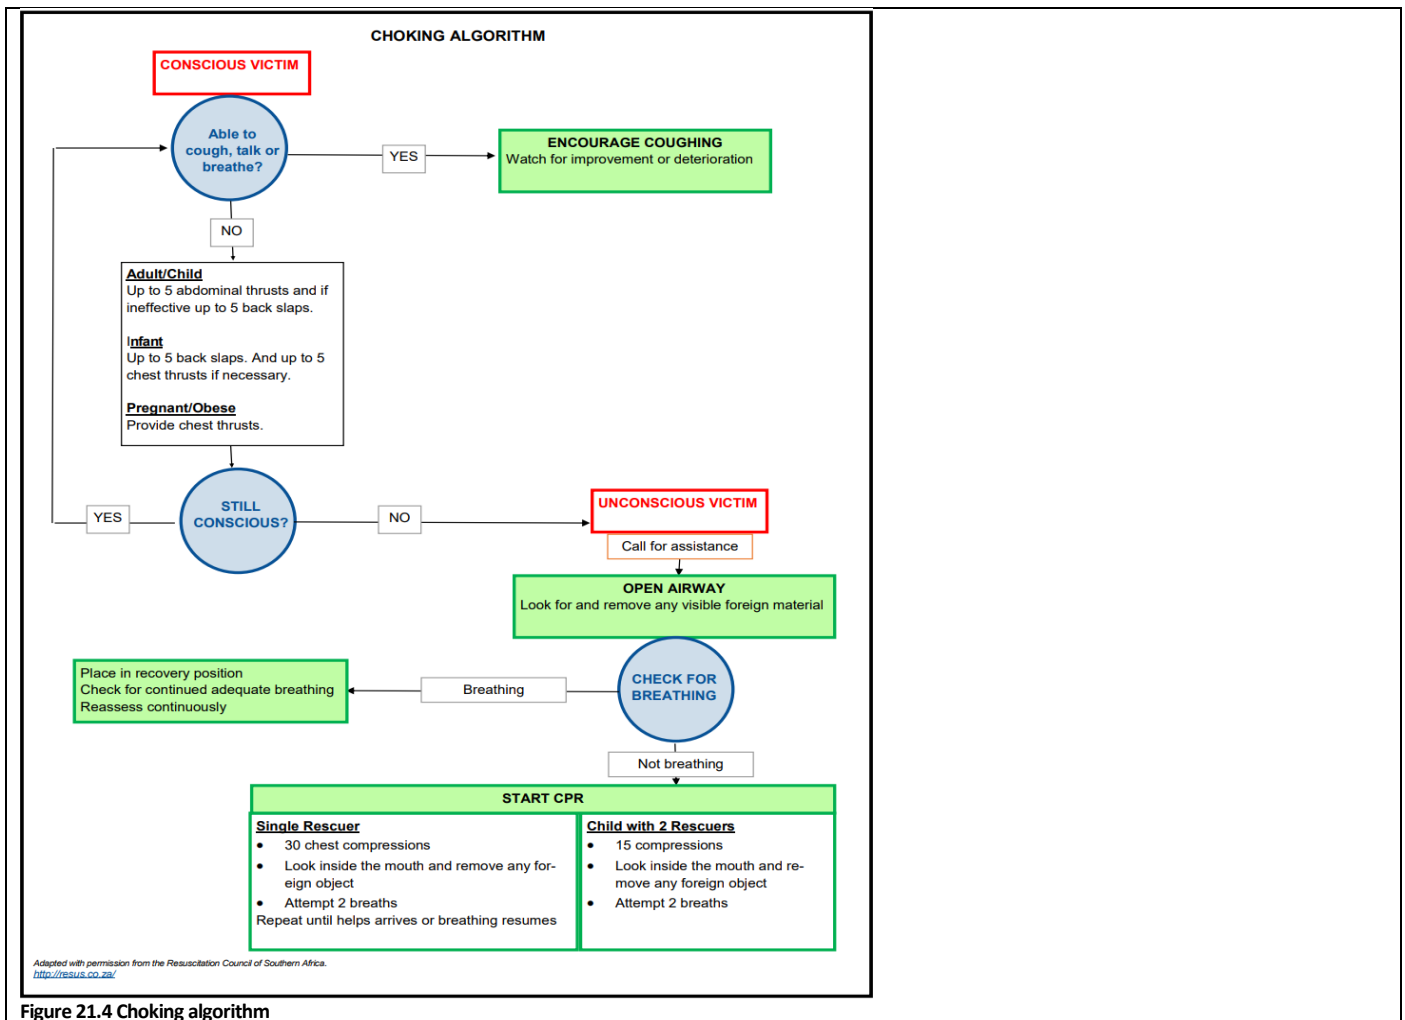 CHOKING ALGORITHM
CONSCIOUS VICTIM
Able to
cough, talk or
breathe?
YES
ENCOURAGE COUGHING
Watch for improvement or deterioration
NO
Adult/Child
Up to 5 abdominal thrusts and if
ineffective up to 5 back slaps.
Infant
Up to 5 back slaps. And up to 5
chest thrusts if necessary.
Pregnant/Obese
Provide chest thrusts.
STILL
CONSCIOUS?
YES
NO
UNCONSCIOUS VICTIM
Call for assistance
OPEN AIRWAY
Look for and remove any visible foreign material
CHECK FOR
BREATHING
Breathing
Place in recovery position
Check for continued adequate breathing
Reassess continuously
Not breathing
START CPR
Single Rescuer
• 30 chest compressions
• Look inside the mouth and remove any for-
eign object
• Attempt 2 breaths
Repeat until helps arrives or breathing resumes
Child with 2 Rescuers
• 15 compressions
• Look inside the mouth and re-
move any foreign object
• Attempt 2 breaths
Adapted with permission from the Resuscitation Council of Southern Africa.
http://resus.co.za/
Figure 21.4 Choking algorithm